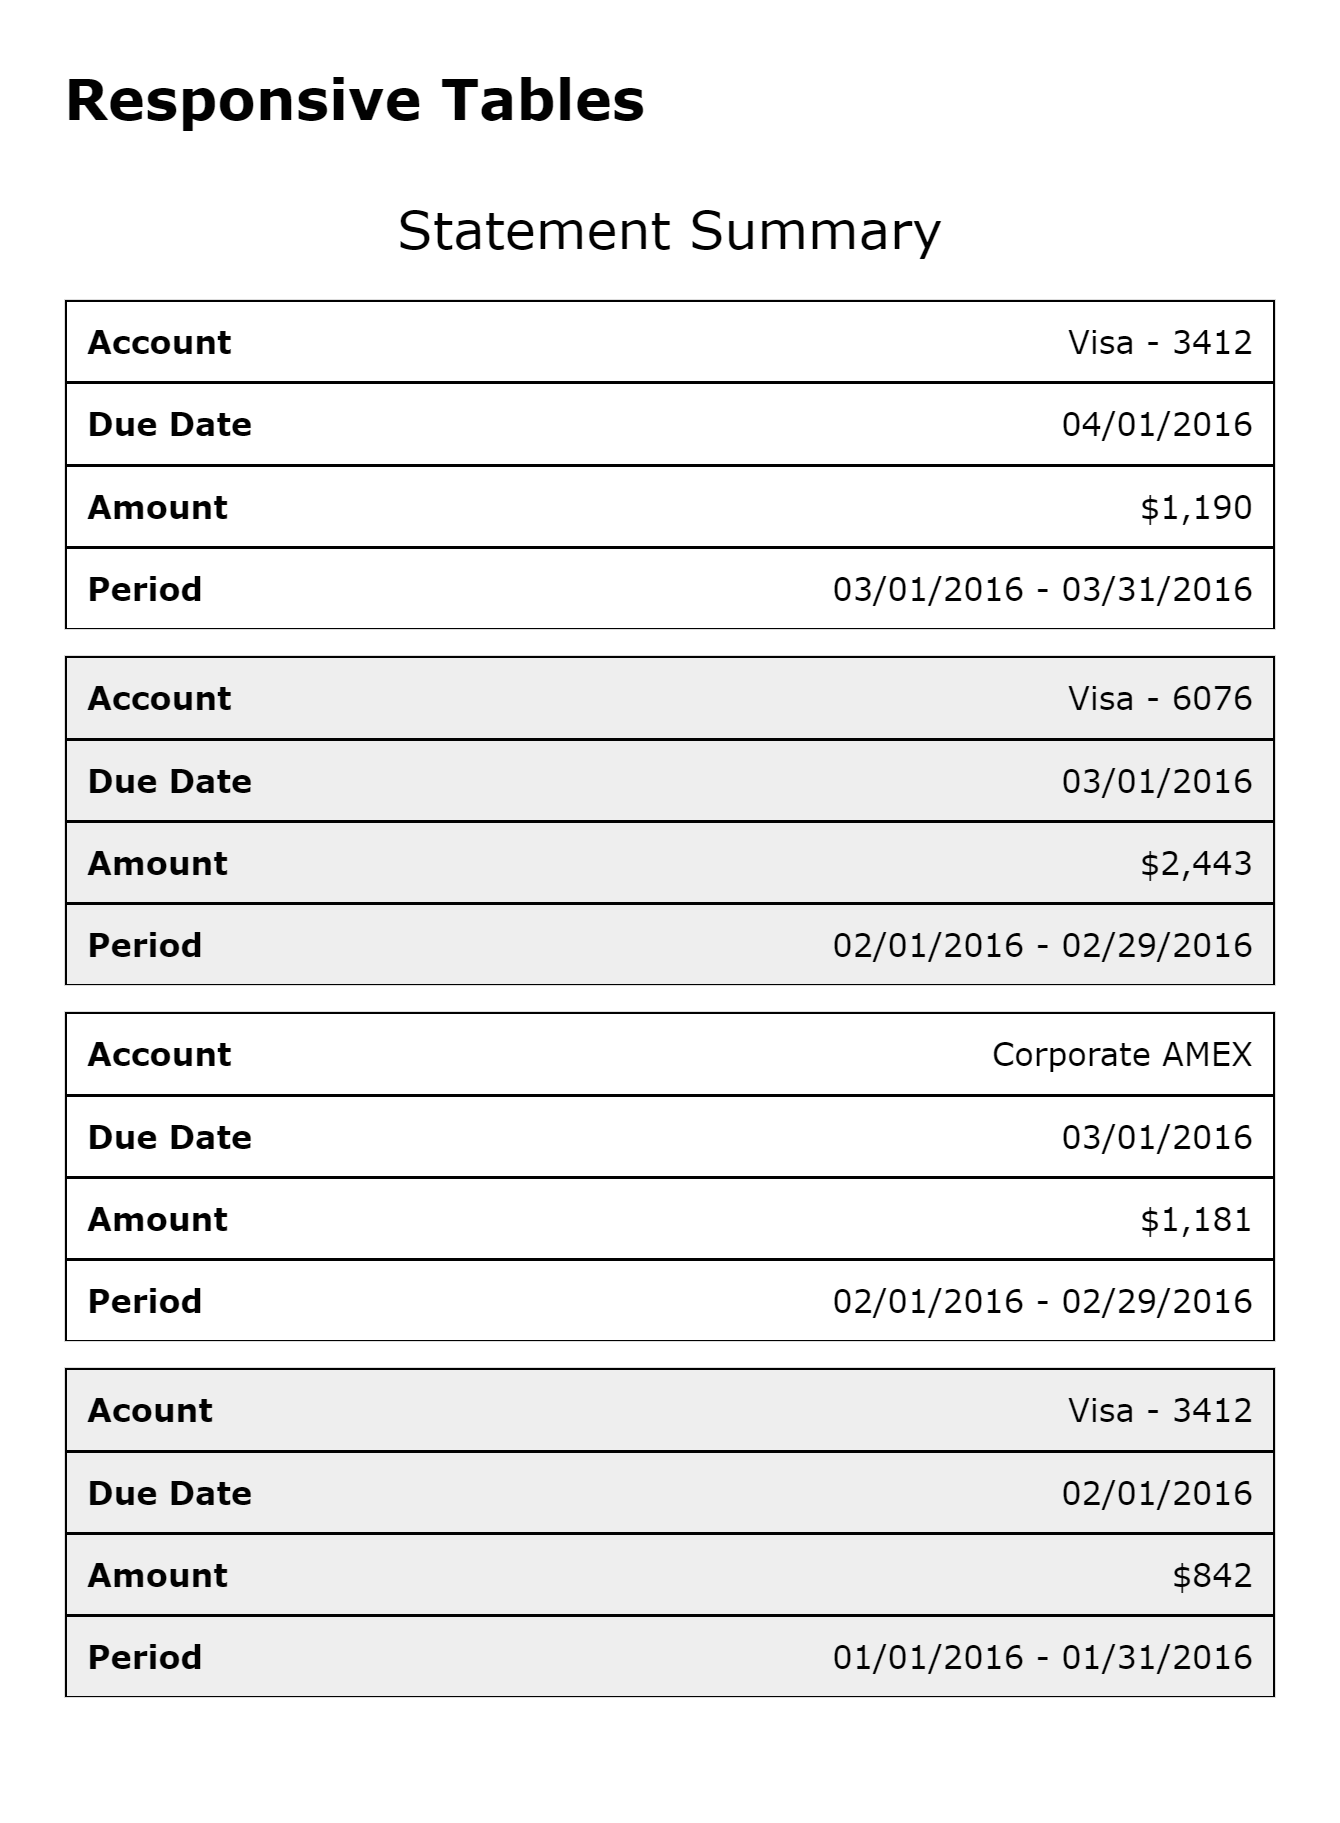 Responsive Tables
Statement Summary
Account Visa - 3412
Due Date 04/01/2016
Amount $1,190
Period 03/01/2016 - 03/31/2016
Account Visa - 6076
Due Date 03/01/2016
Amount $2,443
Period 02/01/2016 - 02/29/2016
Account Corporate AMEX
Due Date 03/01/2016
Amount $1,181
Period 02/01/2016 - 02/29/2016
Acount Visa - 3412
Due Date 02/01/2016
Amount $842
Period 01/01/2016 - 01/31/2016